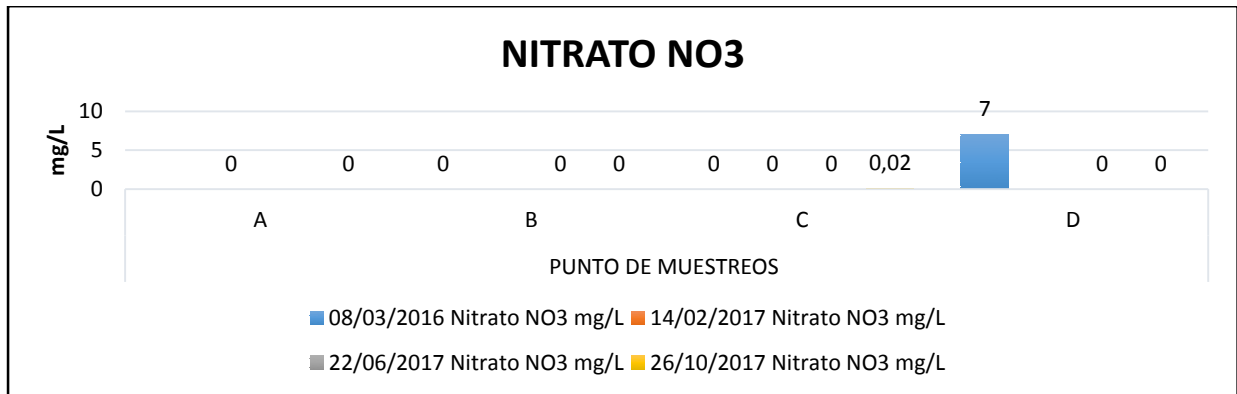 NITRATO NO3
mg/L
10
5
0
7
0 0 0 0 0 0 0 0 0,02 0 0
A B C D
PUNTO DE MUESTREOS
08/03/2016 Nitrato NO3 mg/L 14/02/2017 Nitrato NO3 mg/L
22/06/2017 Nitrato NO3 mg/L 26/10/2017 Nitrato NO3 mg/L